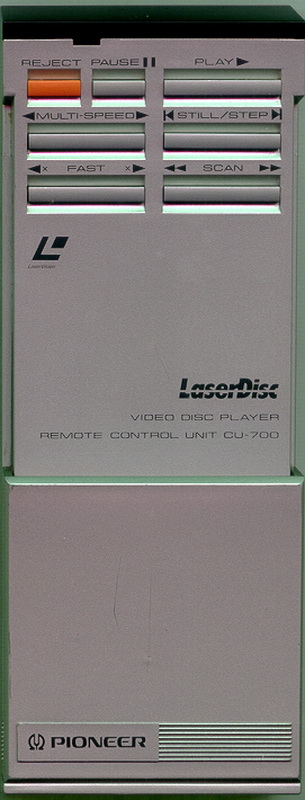 REJECT PAUSE ❚❚ PLAY ▶
◀MULTI-SPEED▶ |◀STILL/STEP▶|
◀× FAST ×▶ ◀◀ SCAN ▶▶
LaserDisc
VIDEO DISC PLAYER
REMOTE CONTROL UNIT CU-700
PIONEER